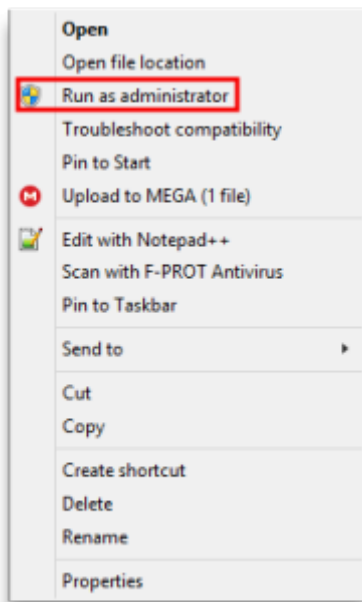 Open
Open file location
Run as administrator
Troubleshoot compatibility
Pin to Start
Upload to MEGA (1 file)
Edit with Notepad++
Scan with F-PROT Antivirus
Pin to Taskbar
Send to
Cut
Copy
Create shortcut
Delete
Rename
Properties